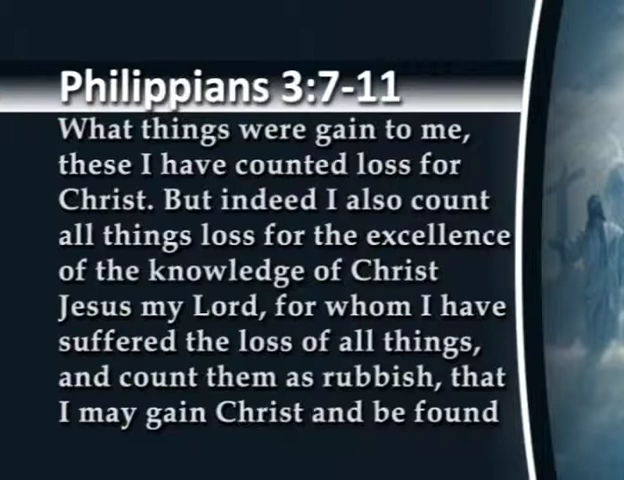 Philippians 3:7-11
What things were gain to me,
these I have counted loss for
Christ. But indeed I also count
all things loss for the excellence
of the knowledge of Christ
Jesus my Lord, for whom I have
suffered the loss of all things,
and count them as rubbish, that
I may gain Christ and be found